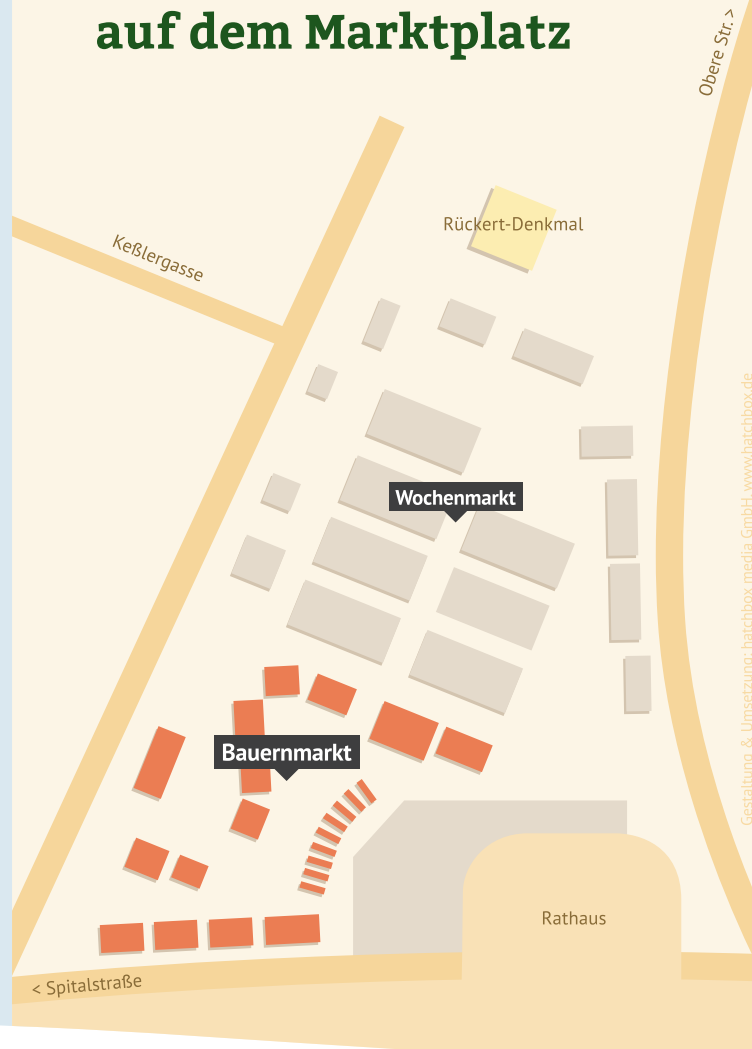 auf dem Marktplatz
Obere Str. >
Keßlergasse
Rückert-Denkmal
Wochenmarkt
Bauernmarkt
Rathaus
< Spitalstraße
Gestaltung & Umsetzung: hatchbox media GmbH, www.hatchbox.de